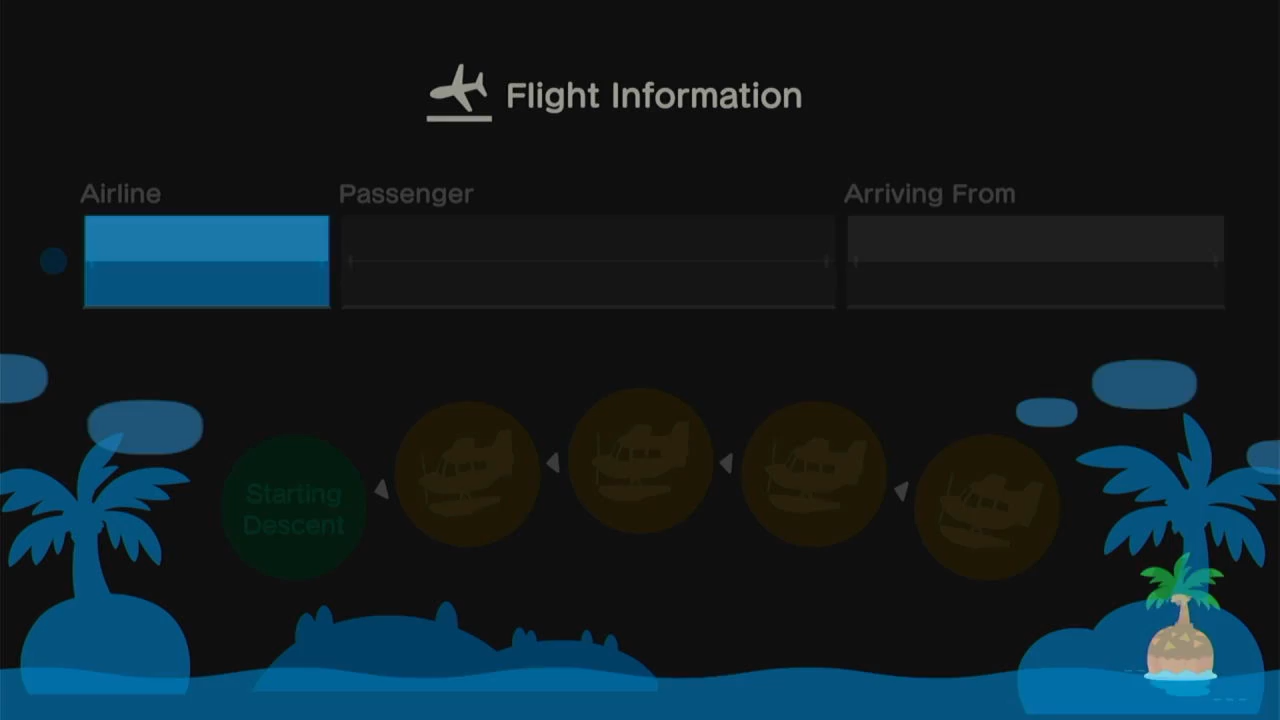 Flight Information
Airline
Passenger
Arriving From
Starting
Descent